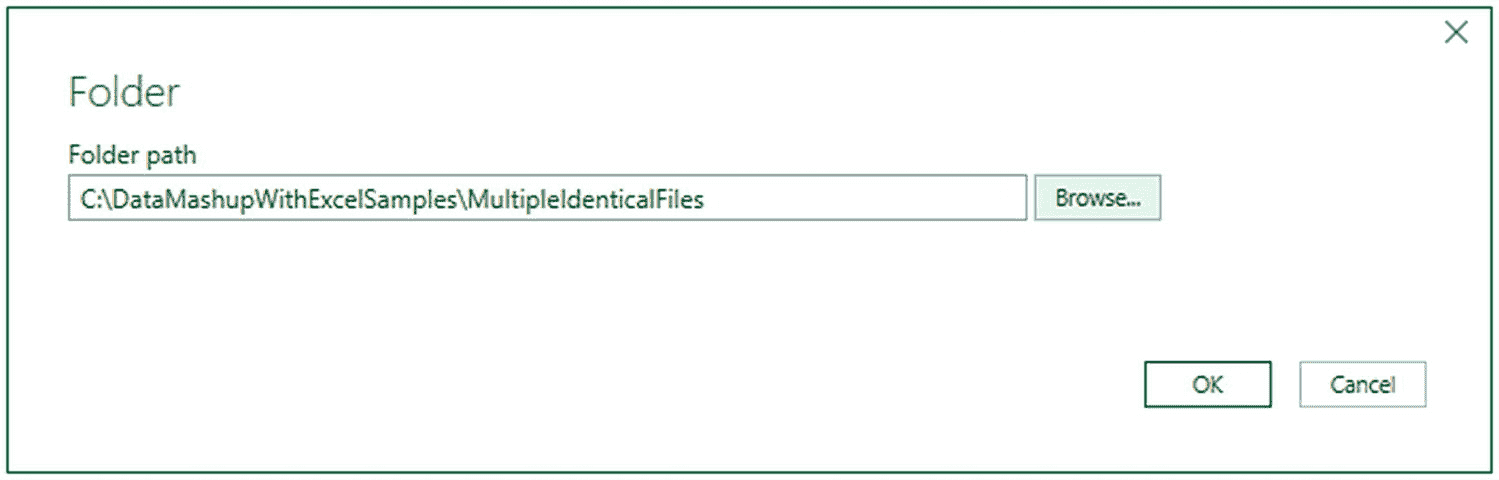 Folder
Folder path
C:\DataMashupWithExcelSamples\MultipleIdenticalFiles Browse...
OK Cancel